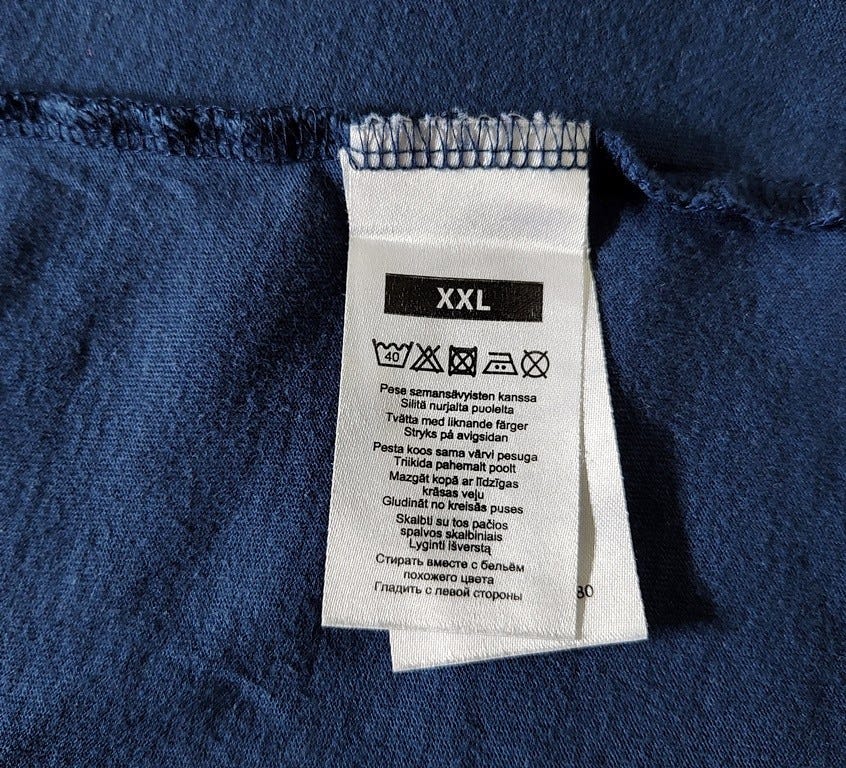 XXL
40
Pese samansävyisten kanssa
Silitä nurjalta puolelta
Tvätta med liknande färger
Stryks på avigsidan
Pesta koos sama värvi pesuga
Triikida pahemalt poolt
Mazgāt kopā ar līdzīgas
krāsas veļu
Gludināt no kreisās puses
Skalbti su tos pačios
spalvos skalbiniais
Lyginti išverstą
Стирать вместе с бельём
похожего цвета
Гладить с левой стороны
80